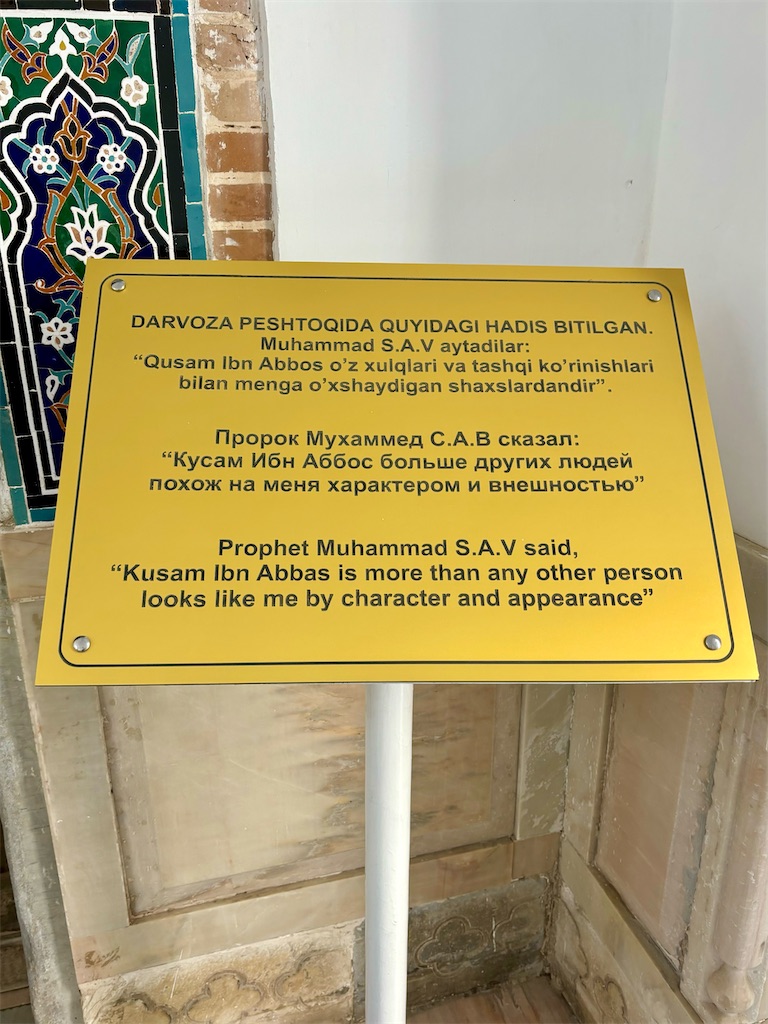 DARVOZA PESHTOQIDA QUYIDAGI HADIS BITILGAN.
Muhammad S.A.V aytadilar:
“Qusam Ibn Abbos o’z xulqlari va tashqi ko’rinishlari
bilan menga o’xshaydigan shaxslardandir”.
Пророк Мухаммед С.А.В сказал:
“Кусам Ибн Аббос больше других людей
похож на меня характером и внешностью”
Prophet Muhammad S.A.V said,
“Kusam Ibn Abbas is more than any other person
looks like me by character and appearance”